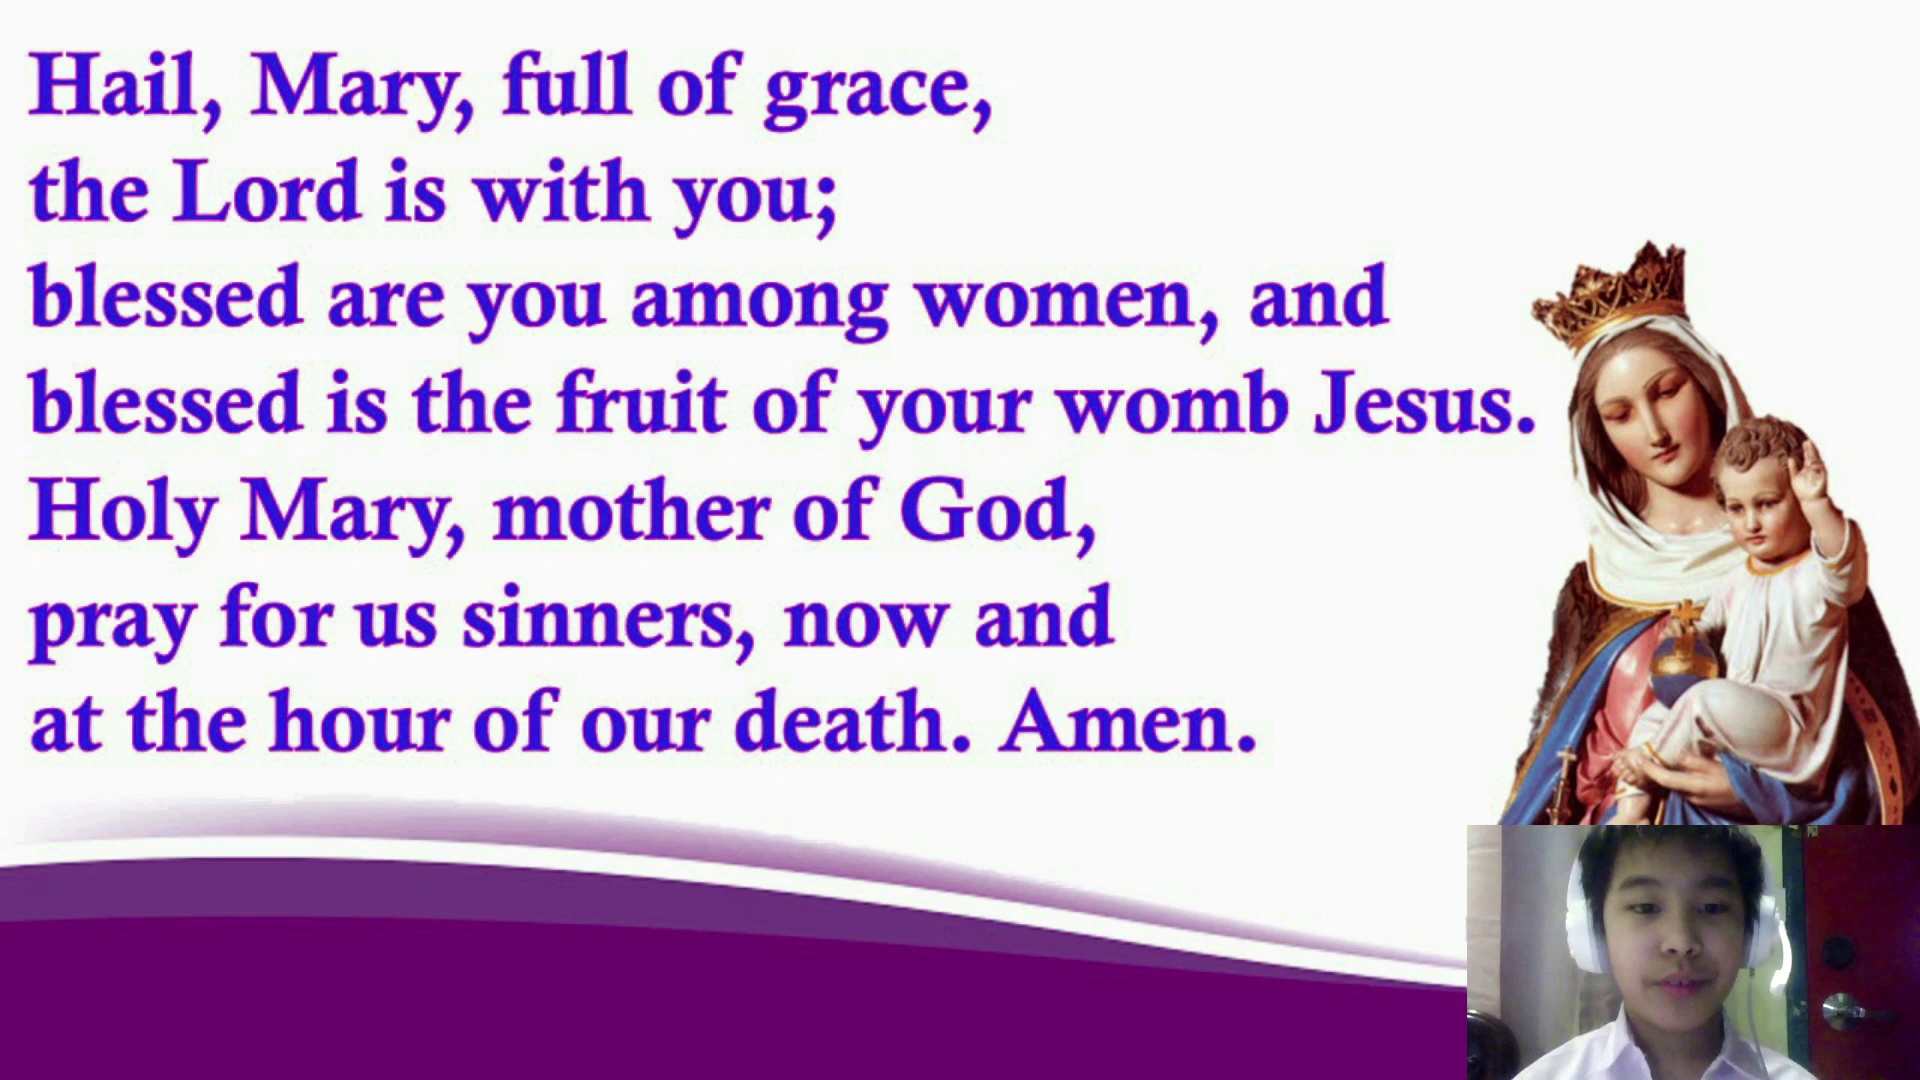 Hail, Mary, full of grace,
the Lord is with you;
blessed are you among women, and
blessed is the fruit of your womb Jesus.
Holy Mary, mother of God,
pray for us sinners, now and
at the hour of our death. Amen.